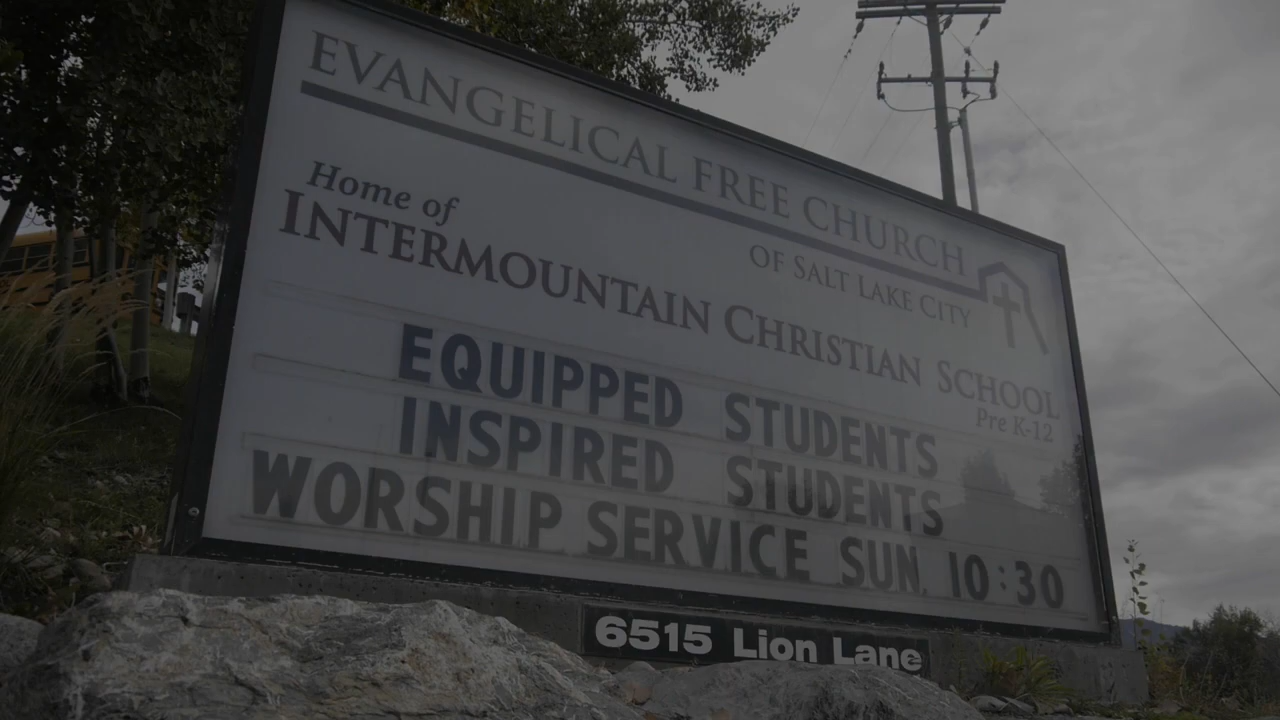 EVANGELICAL FREE CHURCH
OF SALT LAKE CITY
Home of
INTERMOUNTAIN CHRISTIAN SCHOOL
Pre K-12
EQUIPPED STUDENTS
INSPIRED STUDENTS
WORSHIP SERVICE SUN. 10:30
6515 Lion Lane